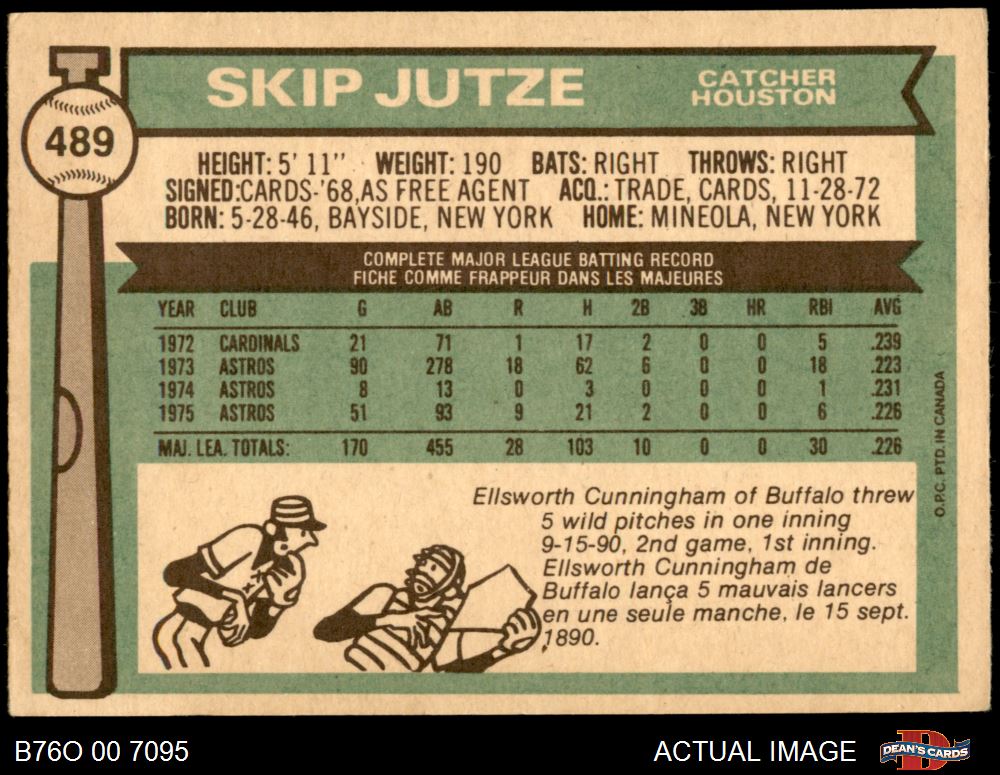 SKIP JUTZE
CATCHER
HOUSTON
489
HEIGHT: 5' 11" WEIGHT: 190 BATS: RIGHT THROWS: RIGHT
SIGNED:CARDS-'68,AS FREE AGENT ACQ.: TRADE, CARDS, 11-28-72
BORN: 5-28-46, BAYSIDE, NEW YORK HOME: MINEOLA, NEW YORK
COMPLETE MAJOR LEAGUE BATTING RECORD
FICHE COMME FRAPPEUR DANS LES MAJEURES
YEAR CLUB G AB R H 2B 3B HR RBI AVG
1972 CARDINALS 21 71 1 17 2 0 0 5 .239
1973 ASTROS 90 278 18 62 6 0 0 18 .223
1974 ASTROS 8 13 0 3 0 0 0 1 .231
1975 ASTROS 51 93 9 21 2 0 0 6 .226
MAJ. LEA. TOTALS: 170 455 28 103 10 0 0 30 .226
O.P.C. PTD. IN CANADA
Ellsworth Cunningham of Buffalo threw
5 wild pitches in one inning
9-15-90, 2nd game, 1st inning.
Ellsworth Cunningham de
Buffalo lança 5 mauvais lancers
en une seule manche, le 15 sept.
1890.
B76O 00 7095
ACTUAL IMAGE
DEAN'S CARDS